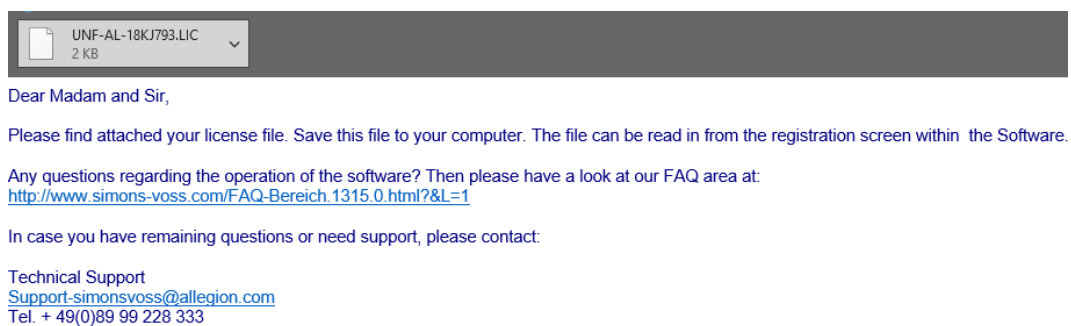 UNF-AL-18KJ793.LIC
2 KB
Dear Madam and Sir,
Please find attached your license file. Save this file to your computer. The file can be read in from the registration screen within  the Software.
Any questions regarding the operation of the software? Then please have a look at our FAQ area at:
http://www.simons-voss.com/FAQ-Bereich.1315.0.html?&L=1
In case you have remaining questions or need support, please contact:
Technical Support
Support-simonsvoss@allegion.com
Tel. + 49(0)89 99 228 333